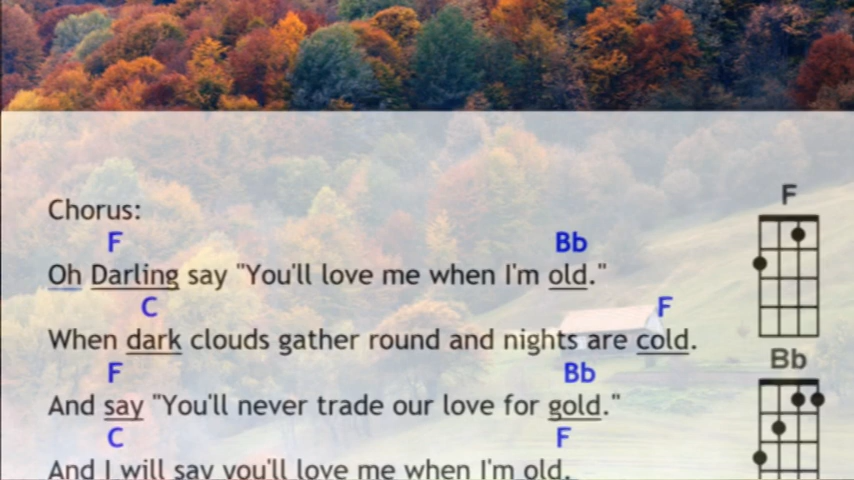 Chorus:
F Bb
Oh Darling say "You'll love me when I'm old."
C F
When dark clouds gather round and nights are cold.
F Bb
And say "You'll never trade our love for gold."
C F
And I will say you'll love me when I'm old.
F
Bb